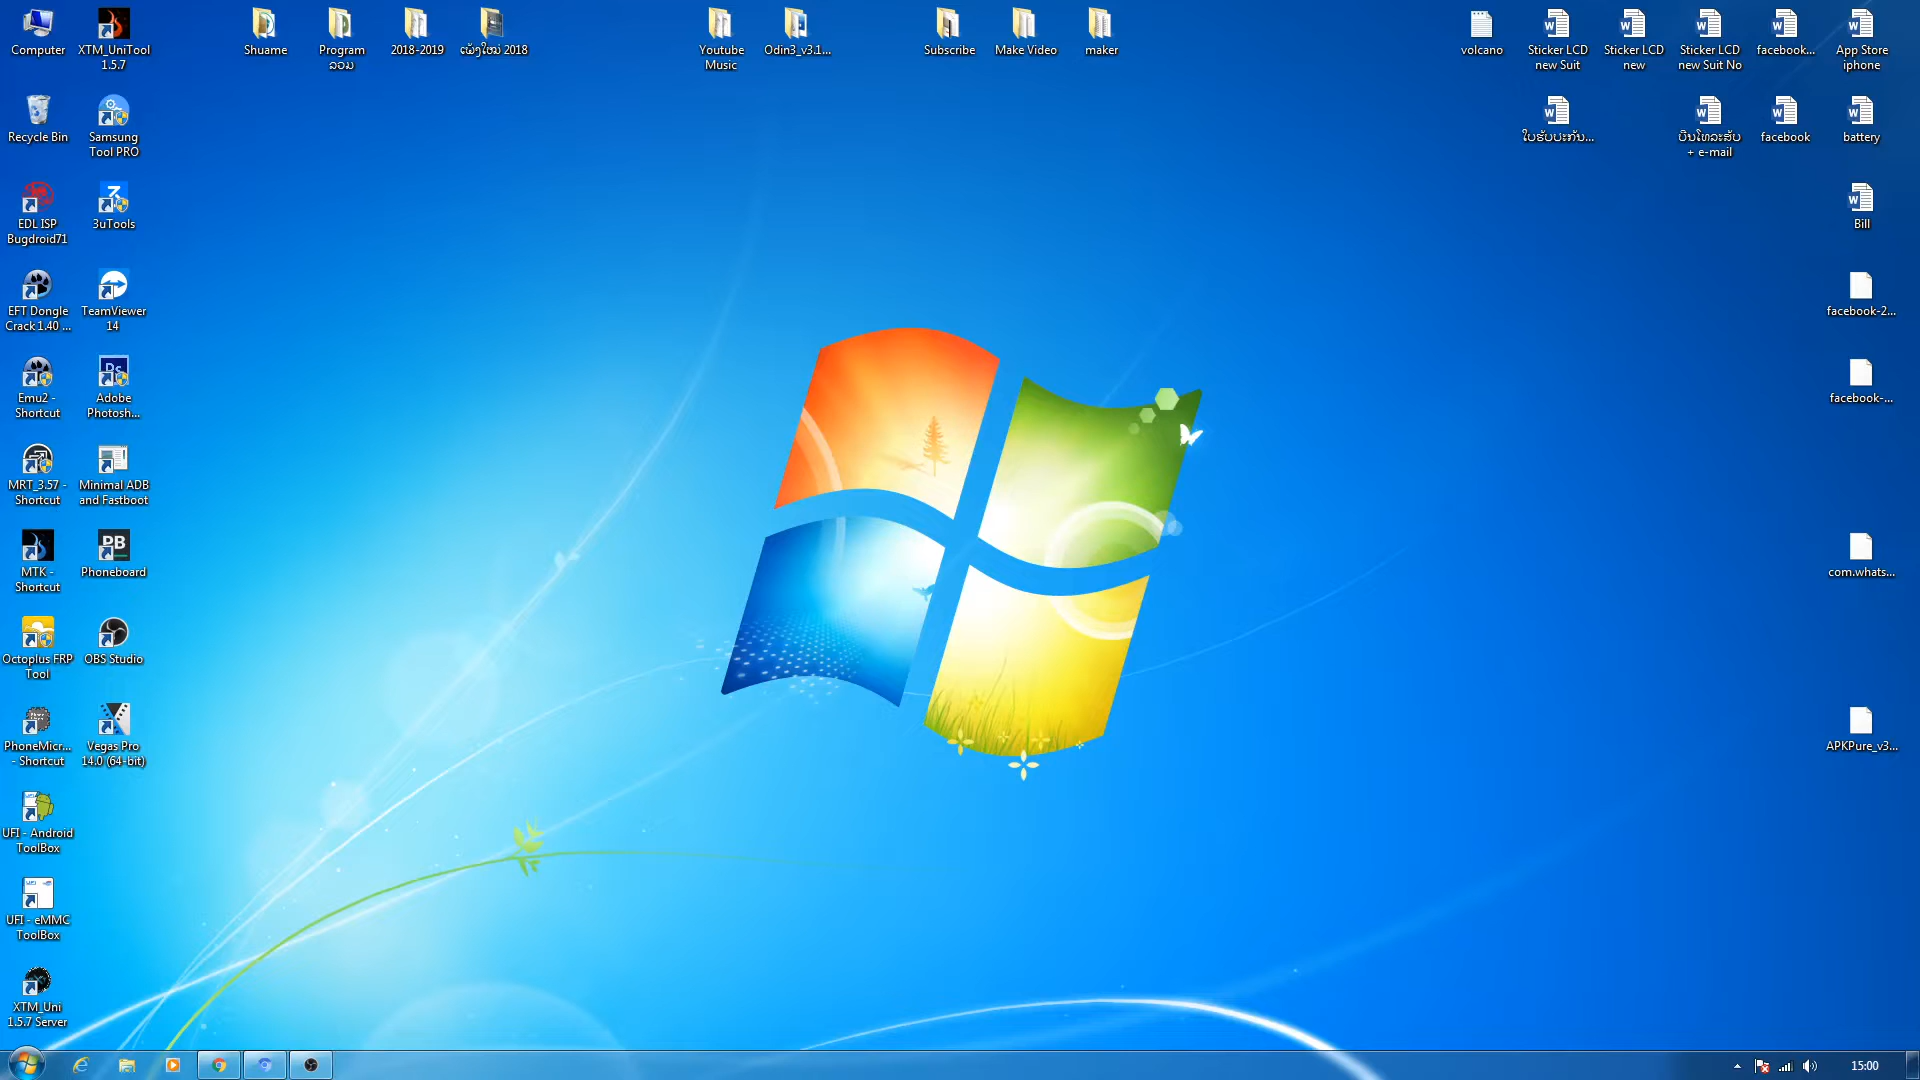 Computer
XTM_UniTool
1.5.7
Shuame
Program
ລວມ
2018-2019
ໝັງໃໝ່ 2018
Youtube
Music
Odin3_v3.1...
Subscribe
Make Video
maker
volcano
Sticker LCD
new Suit
Sticker LCD
new
Sticker LCD
new Suit No
facebook...
App Store
iphone
Recycle Bin
Samsung
Tool PRO
ໃບຮັບປະກັນ...
ບິນໂທລະສັບ
+ e-mail
facebook
battery
EDL ISP
Bugdroid71
3uTools
Bill
EFT Dongle
Crack 1.40 ...
TeamViewer
14
facebook-2...
Emu2 -
Shortcut
Adobe
Photosh...
facebook-...
MRT_3.57 -
Shortcut
Minimal ADB
and Fastboot
MTK -
Shortcut
PB
Phoneboard
com.whats...
Octoplus FRP
Tool
OBS Studio
PhoneMicr...
- Shortcut
Vegas Pro
14.0 (64-bit)
APKPure_v3...
UFI - Android
ToolBox
UFI - eMMC
ToolBox
XTM_Uni
1.5.7 Server
15:00